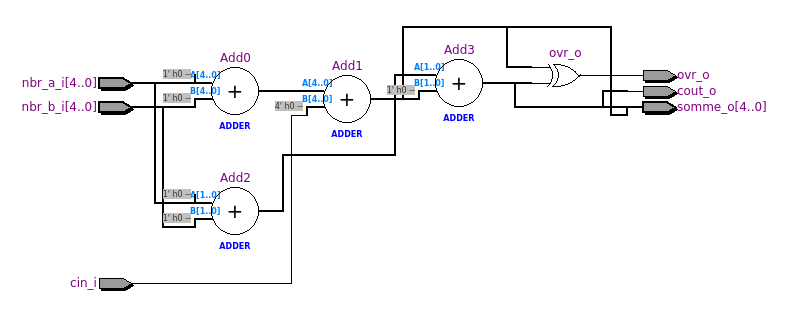 Add3
ovr_o
Add0
Add1
A[1..0]
1' h0
A[4..0]
ovr_o
nbr_a_i[4..0]
A[4..0]
B[1..0]
1' h0
cout_o
1' h0
B[4..0]
+
+
+
B[4..0]
4' h0
nbr_b_i[4..0]
somme_o[4..0]
ADDER
ADDER
ADDER
Add2
1' h0
A[1..0]
B[1..0]
1' h0
+
ADDER
cin_i